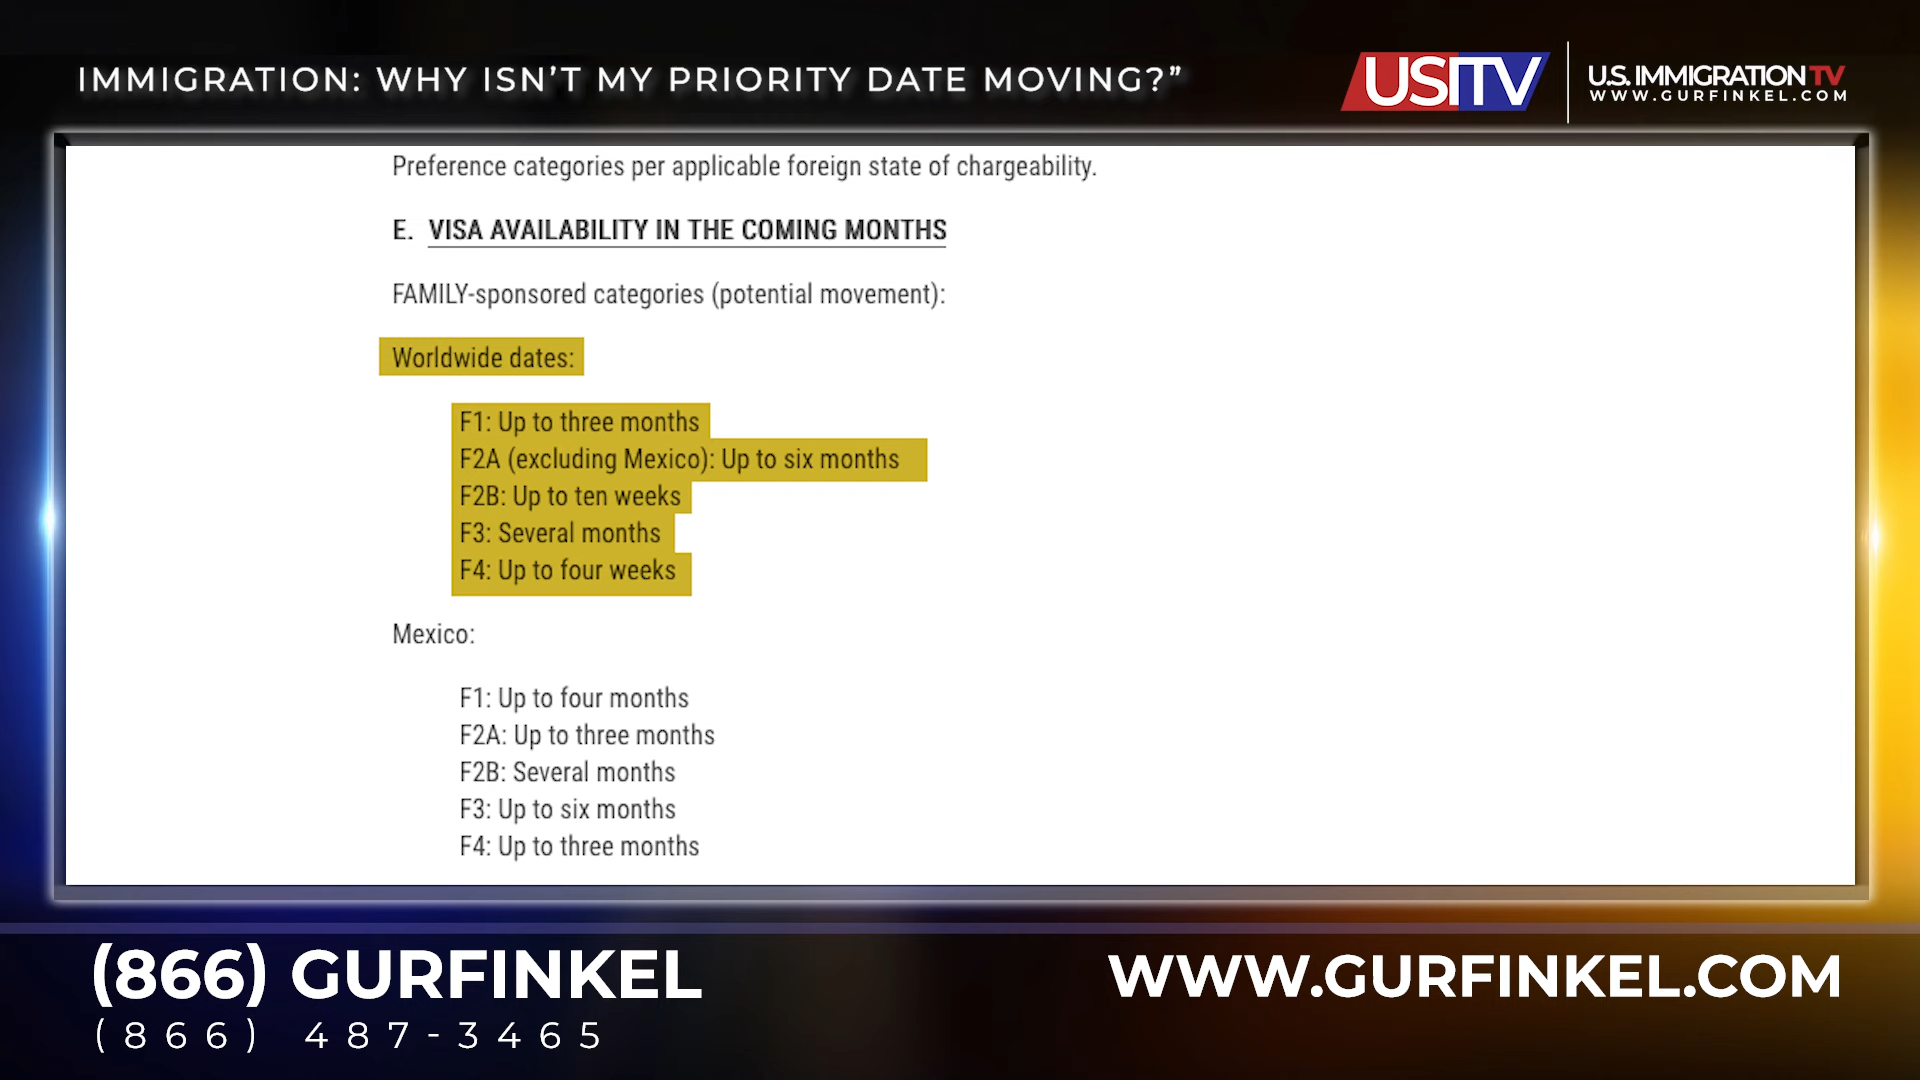 IMMIGRATION: WHY ISN'T MY PRIORITY DATE MOVING?”
USITV
U.S. IMMIGRATION TV
WWW.GURFINKEL.COM
Preference categories per applicable foreign state of chargeability.
E. VISA AVAILABILITY IN THE COMING MONTHS
FAMILY-sponsored categories (potential movement):
Worldwide dates:
F1: Up to three months
F2A (excluding Mexico): Up to six months
F2B: Up to ten weeks
F3: Several months
F4: Up to four weeks
Mexico:
F1: Up to four months
F2A: Up to three months
F2B: Several months
F3: Up to six months
F4: Up to three months
(866) GURFINKEL
(866) 487-3465
WWW.GURFINKEL.COM